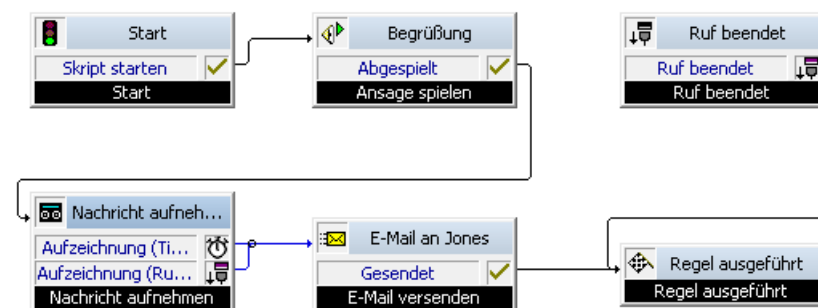 Start
Skript starten
Start
Begrüßung
Abgespielt
Ansage spielen
Ruf beendet
Ruf beendet
Ruf beendet
Nachricht aufneh...
Aufzeichnung (Ti...
Aufzeichnung (Ru...
Nachricht aufnehmen
E-Mail an Jones
Gesendet
E-Mail versenden
Regel ausgeführt
Regel ausgeführt